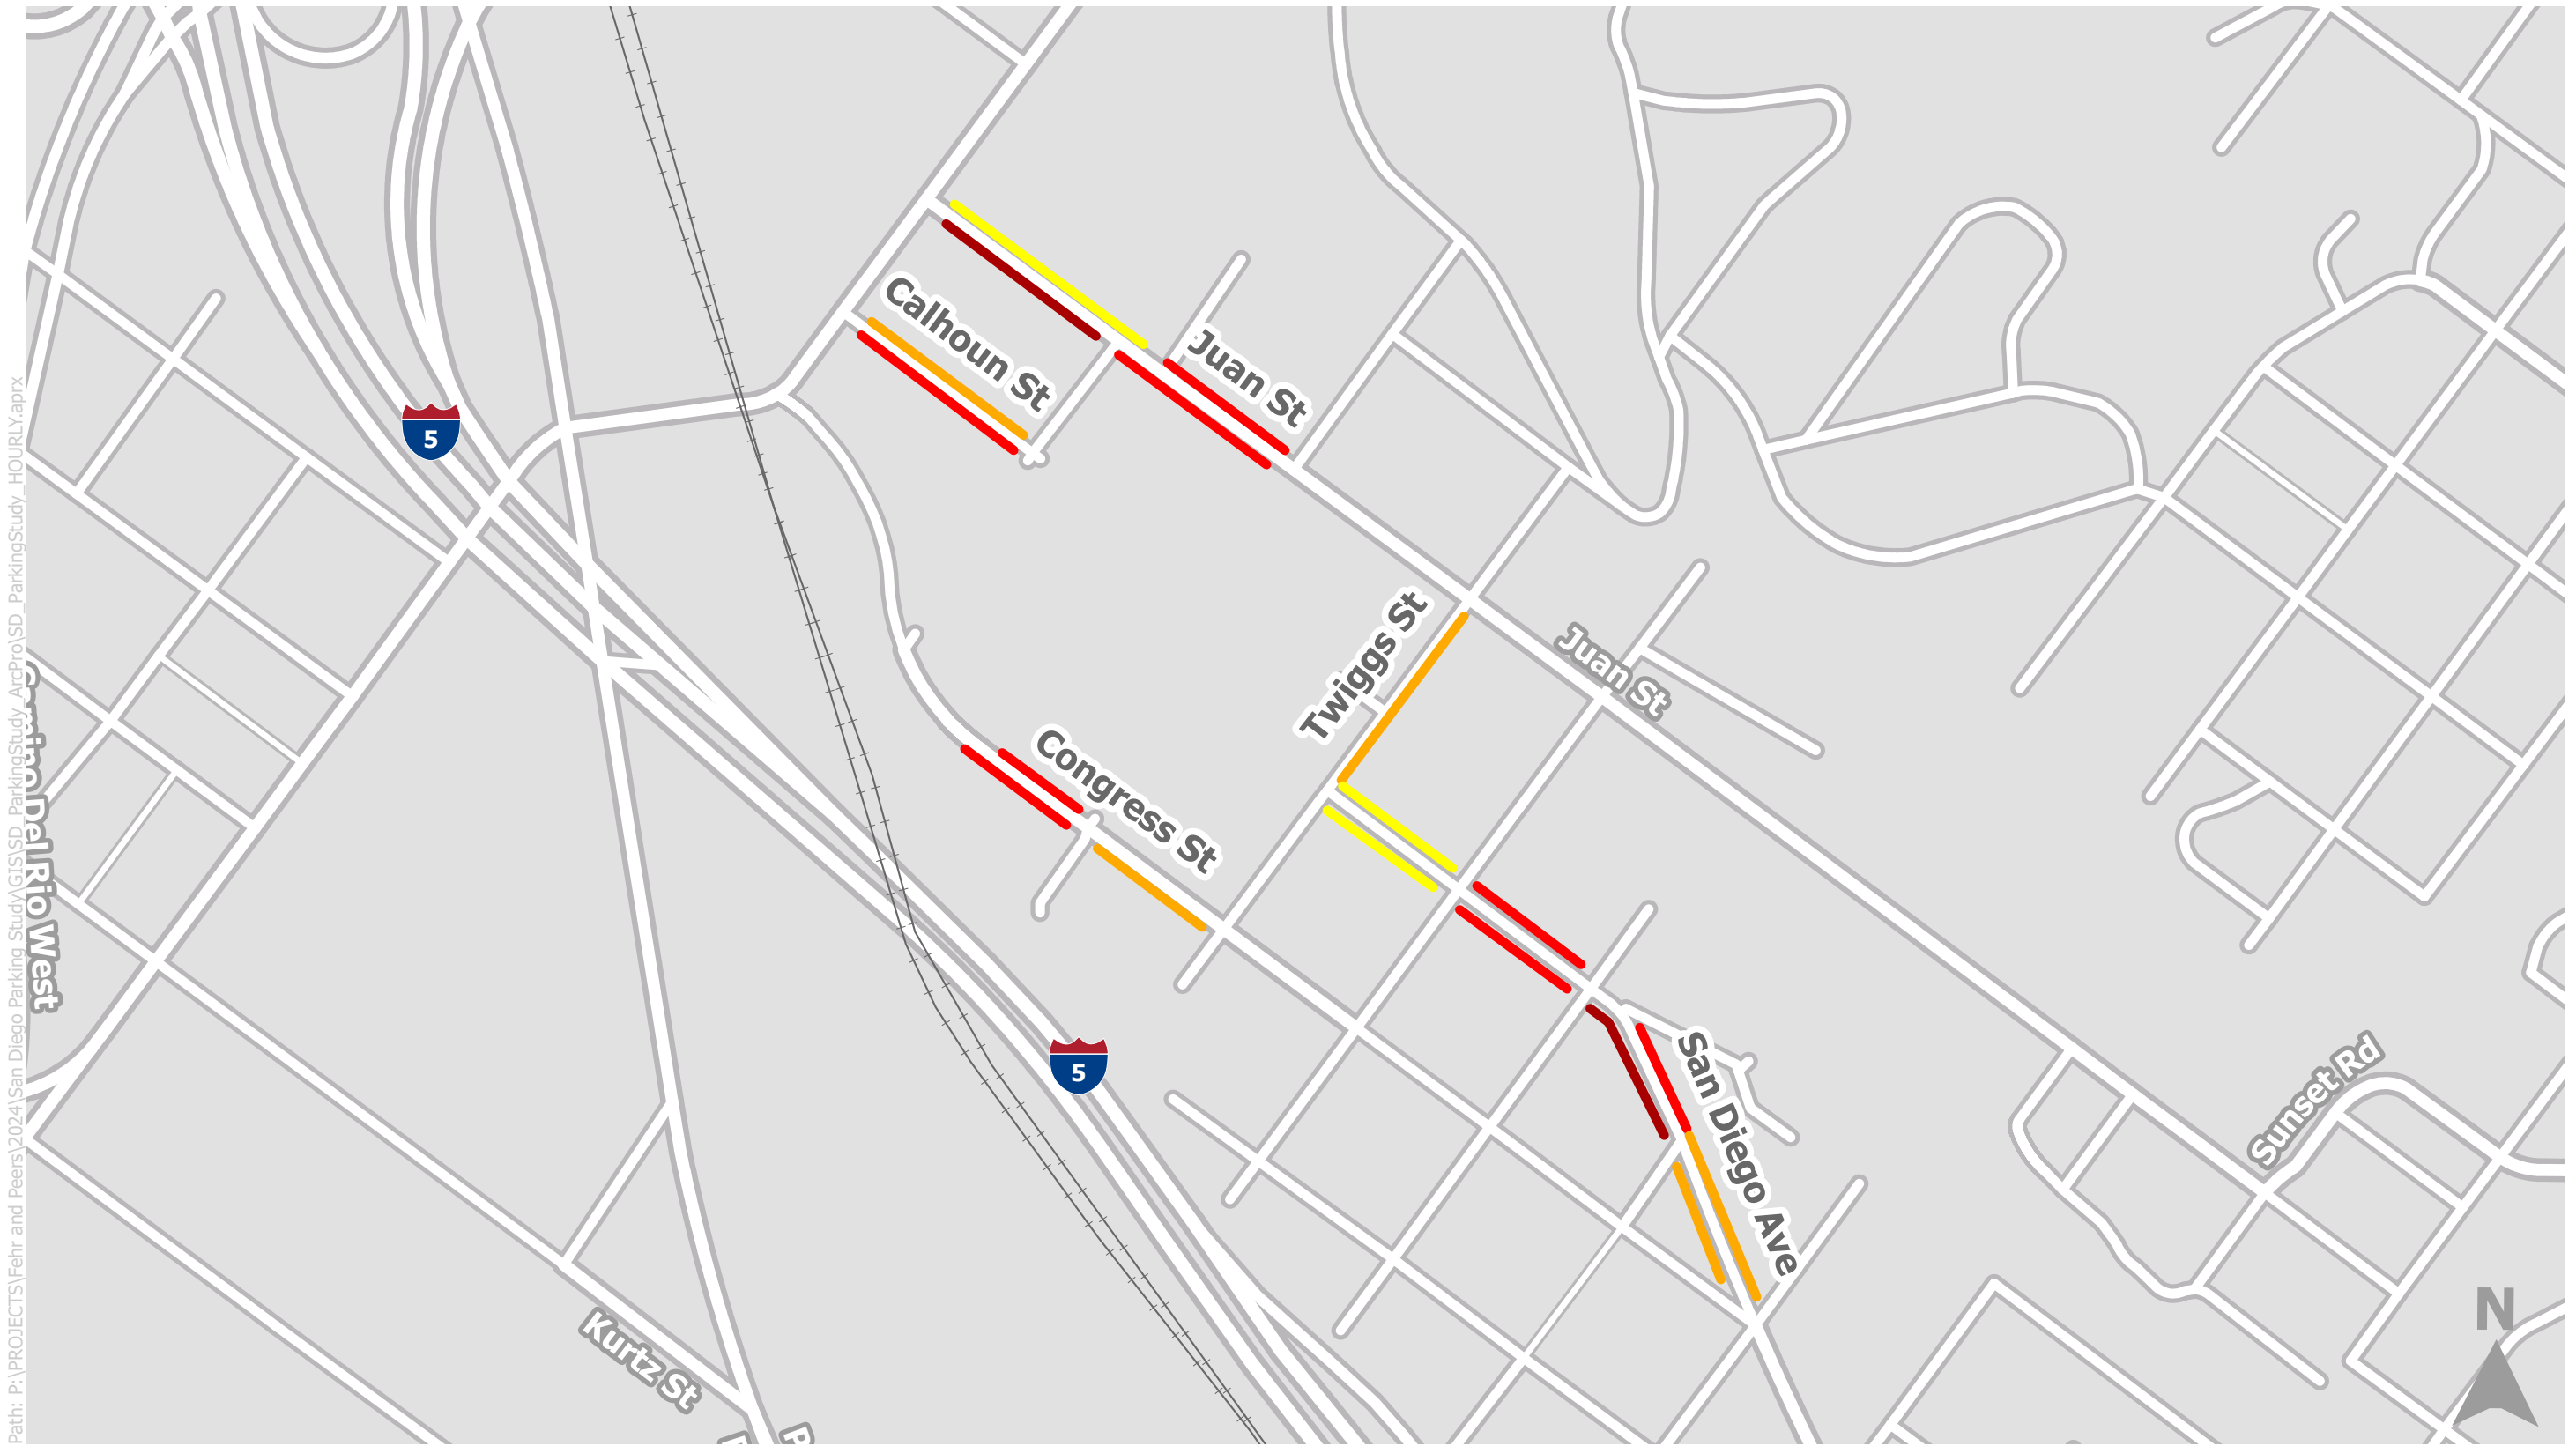 Calhoun St
Juan St
5
Twiggs St
Juan St
Congress St
Camino Del Rio West
5
San Diego Ave
Sunset Rd
N
Kurtz St
Path: P:\PROJECTS\Fehr and Peers\2024\San Diego Parking Study\GIS\SD_ParkingStudy_ArcPro\SD_ParkingStudy_HOURLY.aprx